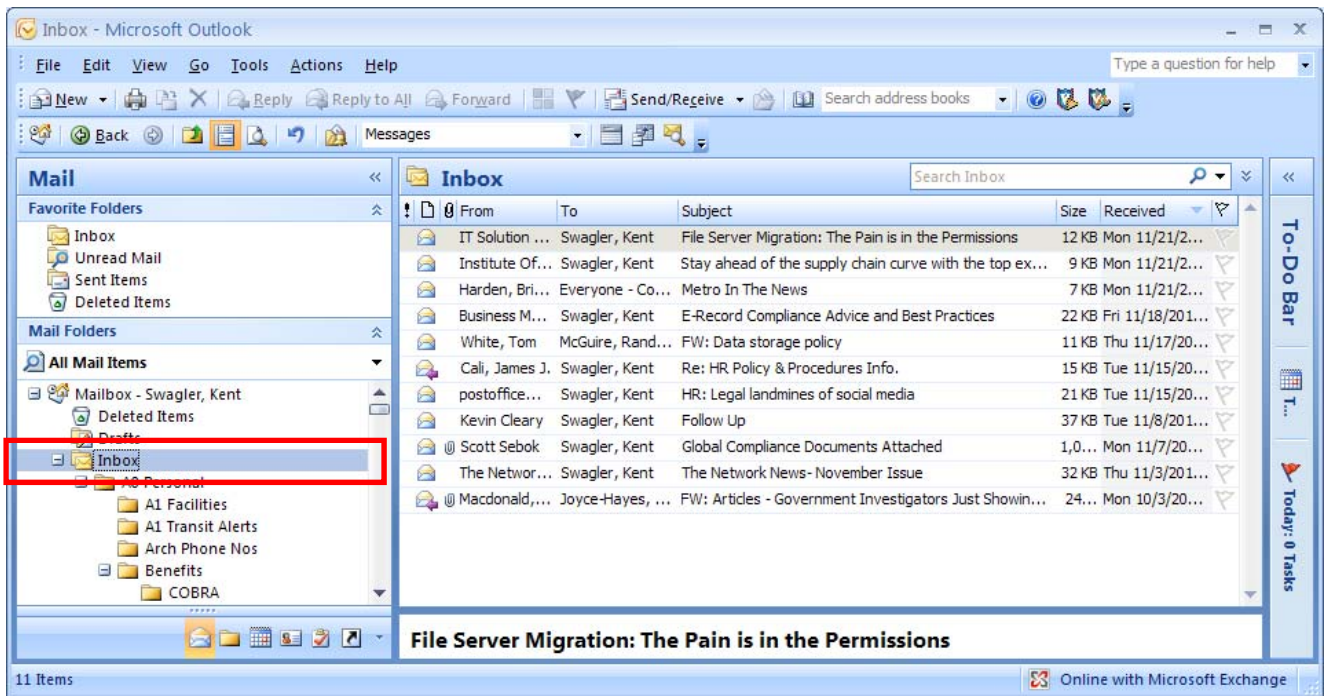 Inbox - Microsoft Outlook
File Edit View Go Tools Actions Help Type a question for help
New Reply Reply to All Forward Send/Receive Search address books
Back Messages
Mail
Favorite Folders
Inbox
Unread Mail
Sent Items
Deleted Items
Mail Folders
All Mail Items
Mailbox - Swagler, Kent
Deleted Items
Drafts
Inbox
Personal
A1 Facilities
A1 Transit Alerts
Arch Phone Nos
Benefits
COBRA
Inbox Search Inbox
From To Subject Size Received
IT Solution ... Swagler, Kent File Server Migration: The Pain is in the Permissions 12 KB Mon 11/21/2...
Institute Of... Swagler, Kent Stay ahead of the supply chain curve with the top ex... 9 KB Mon 11/21/2...
Harden, Bri... Everyone - Co... Metro In The News 7 KB Mon 11/21/2...
Business M... Swagler, Kent E-Record Compliance Advice and Best Practices 22 KB Fri 11/18/201...
White, Tom McGuire, Rand... FW: Data storage policy 11 KB Thu 11/17/20...
Cali, James J. Swagler, Kent Re: HR Policy & Procedures Info. 15 KB Tue 11/15/20...
postoffice... Swagler, Kent HR: Legal landmines of social media 21 KB Tue 11/15/20...
Kevin Cleary Swagler, Kent Follow Up 37 KB Tue 11/8/201...
Scott Sebok Swagler, Kent Global Compliance Documents Attached 1,0... Mon 11/7/20...
The Networ... Swagler, Kent The Network News- November Issue 32 KB Thu 11/3/201...
Macdonald,... Joyce-Hayes, ... FW: Articles - Government Investigators Just Showin... 24... Mon 10/3/20...
File Server Migration: The Pain is in the Permissions
To-Do Bar
T...
Today: 0 Tasks
11 Items Online with Microsoft Exchange